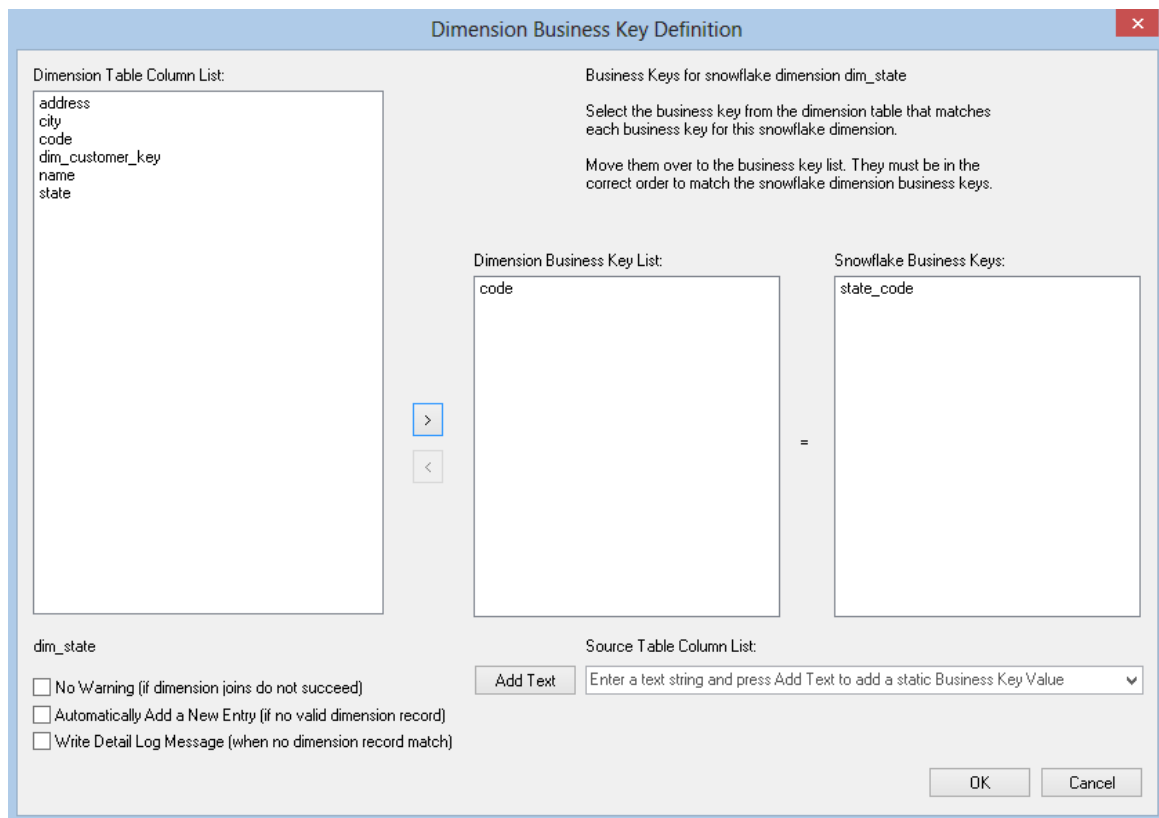 Dimension Business Key Definition
×
Dimension Table Column List:
address
city
code
dim_customer_key
name
state
Business Keys for snowflake dimension dim_state
Select the business key from the dimension table that matches
each business key for this snowflake dimension.
Move them over to the business key list. They must be in the
correct order to match the snowflake dimension business keys.
Dimension Business Key List:
code
Snowflake Business Keys:
state_code
>
<
=
dim_state
No Warning (if dimension joins do not succeed)
Automatically Add a New Entry (if no valid dimension record)
Write Detail Log Message (when no dimension record match)
Source Table Column List:
Add Text
Enter a text string and press Add Text to add a static Business Key Value
OK
Cancel